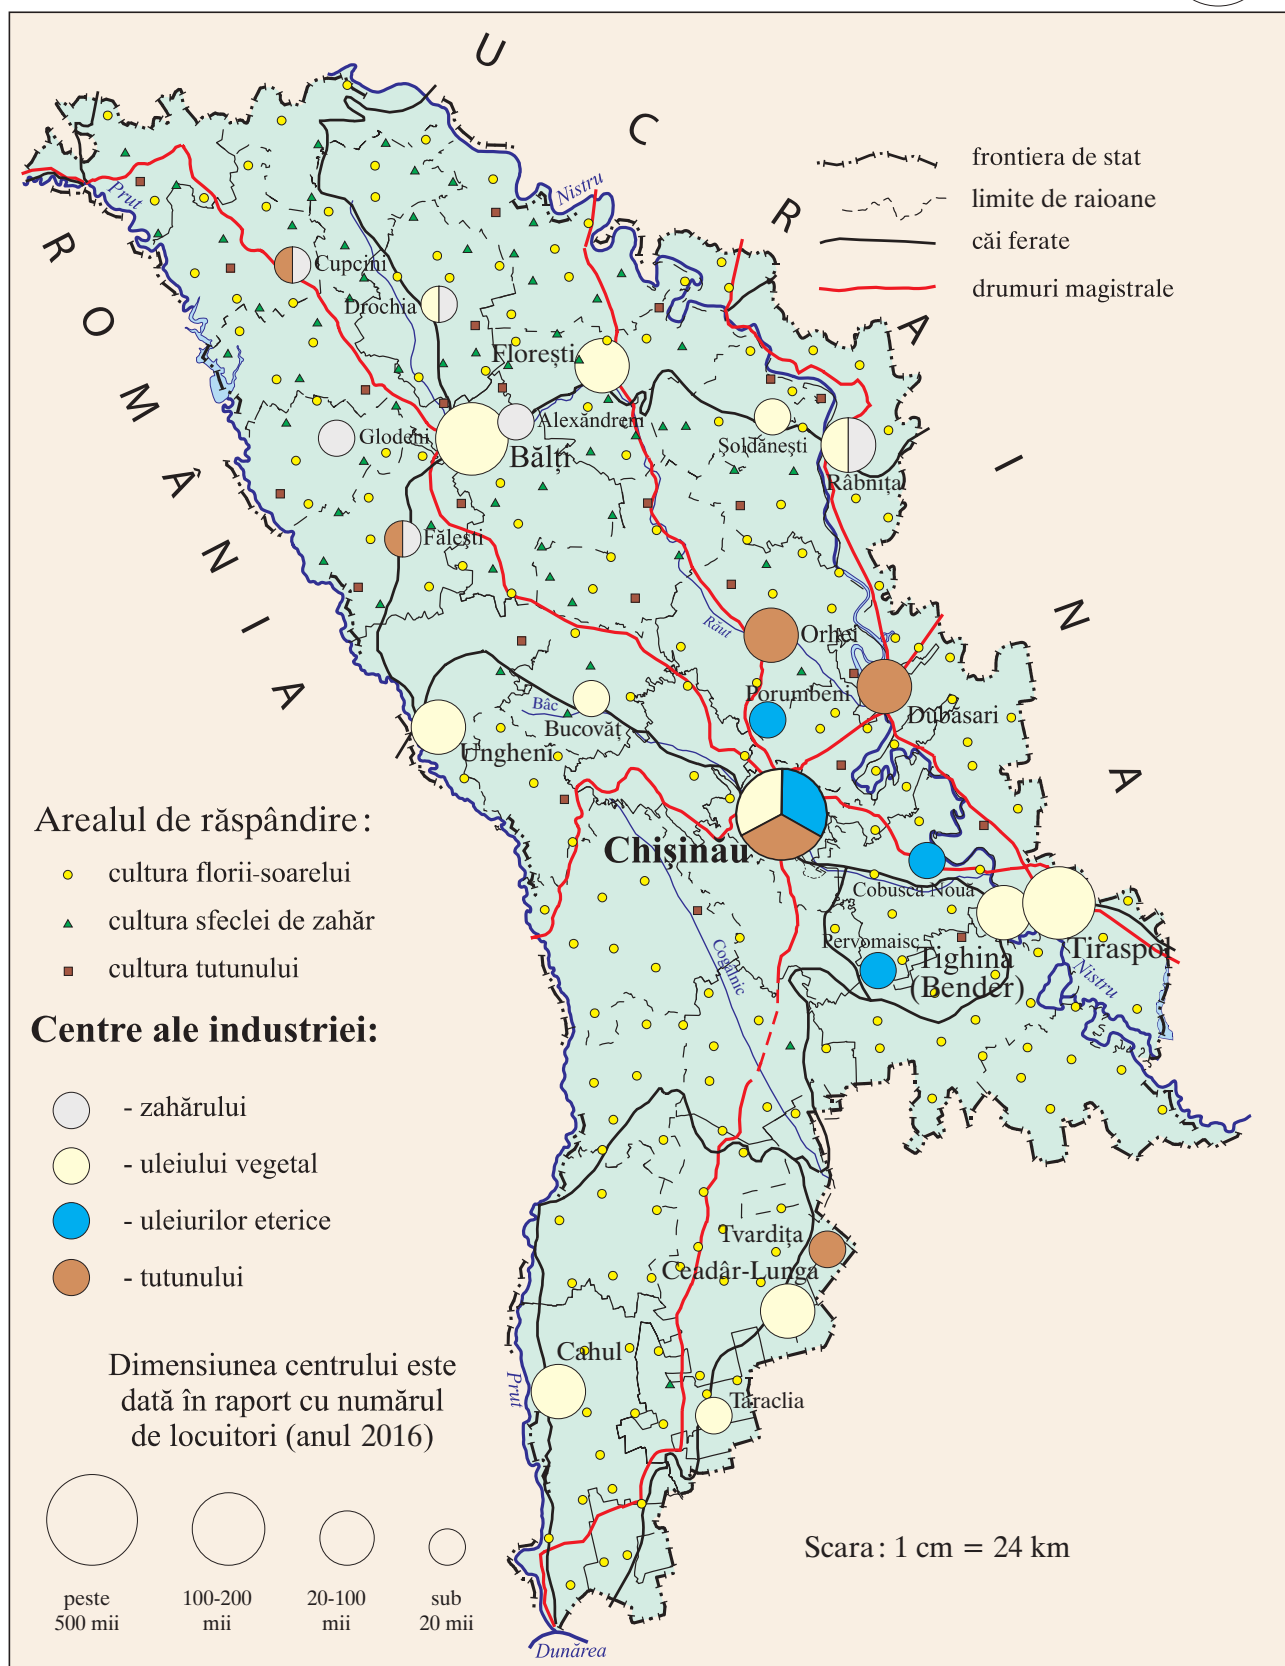 U
C
R
A
I
N
A
R
O
M
Â
N
I
A
frontiera de stat
limite de raioane
căi ferate
drumuri magistrale
Prut
Nistru
Cupcini
Drochia
Florești
Alexăndreni
Glodeni
Bălți
Șoldănești
Râbnița
Fălești
Răut
Orhei
Porumbeni
Dubăsari
Bâc
Bucovăț
Ungheni
Chișinău
Cobusca Nouă
Pervomaisc
Tighina
(Bender)
Tiraspol
Nistru
Cogâlnic
Arealul de răspândire:
cultura florii-soarelui
cultura sfeclei de zahăr
cultura tutunului
Centre ale industriei:
- zahărului
- uleiului vegetal
- uleiurilor eterice
- tutunului
Tvardița
Ceadâr-Lunga
Cahul
Taraclia
Prut
Dunărea
Dimensiunea centrului este
dată în raport cu numărul
de locuitori (anul 2016)
peste
500 mii
100-200
mii
20-100
mii
sub
20 mii
Scara: 1 cm = 24 km